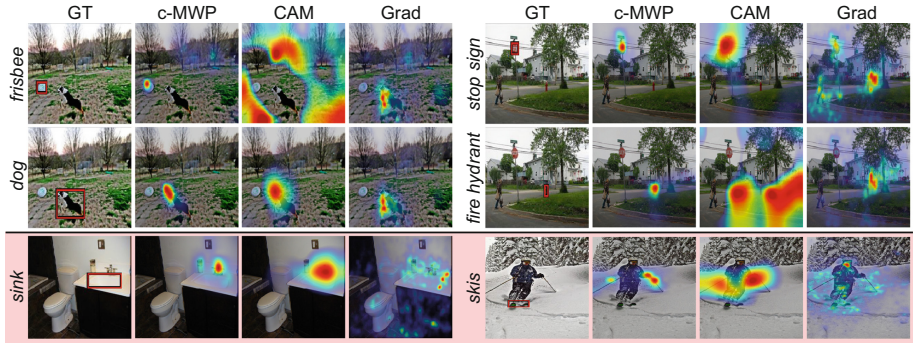 GT c-MWP CAM Grad GT c-MWP CAM Grad
frisbee stop sign
dog fire hydrant
sink skis